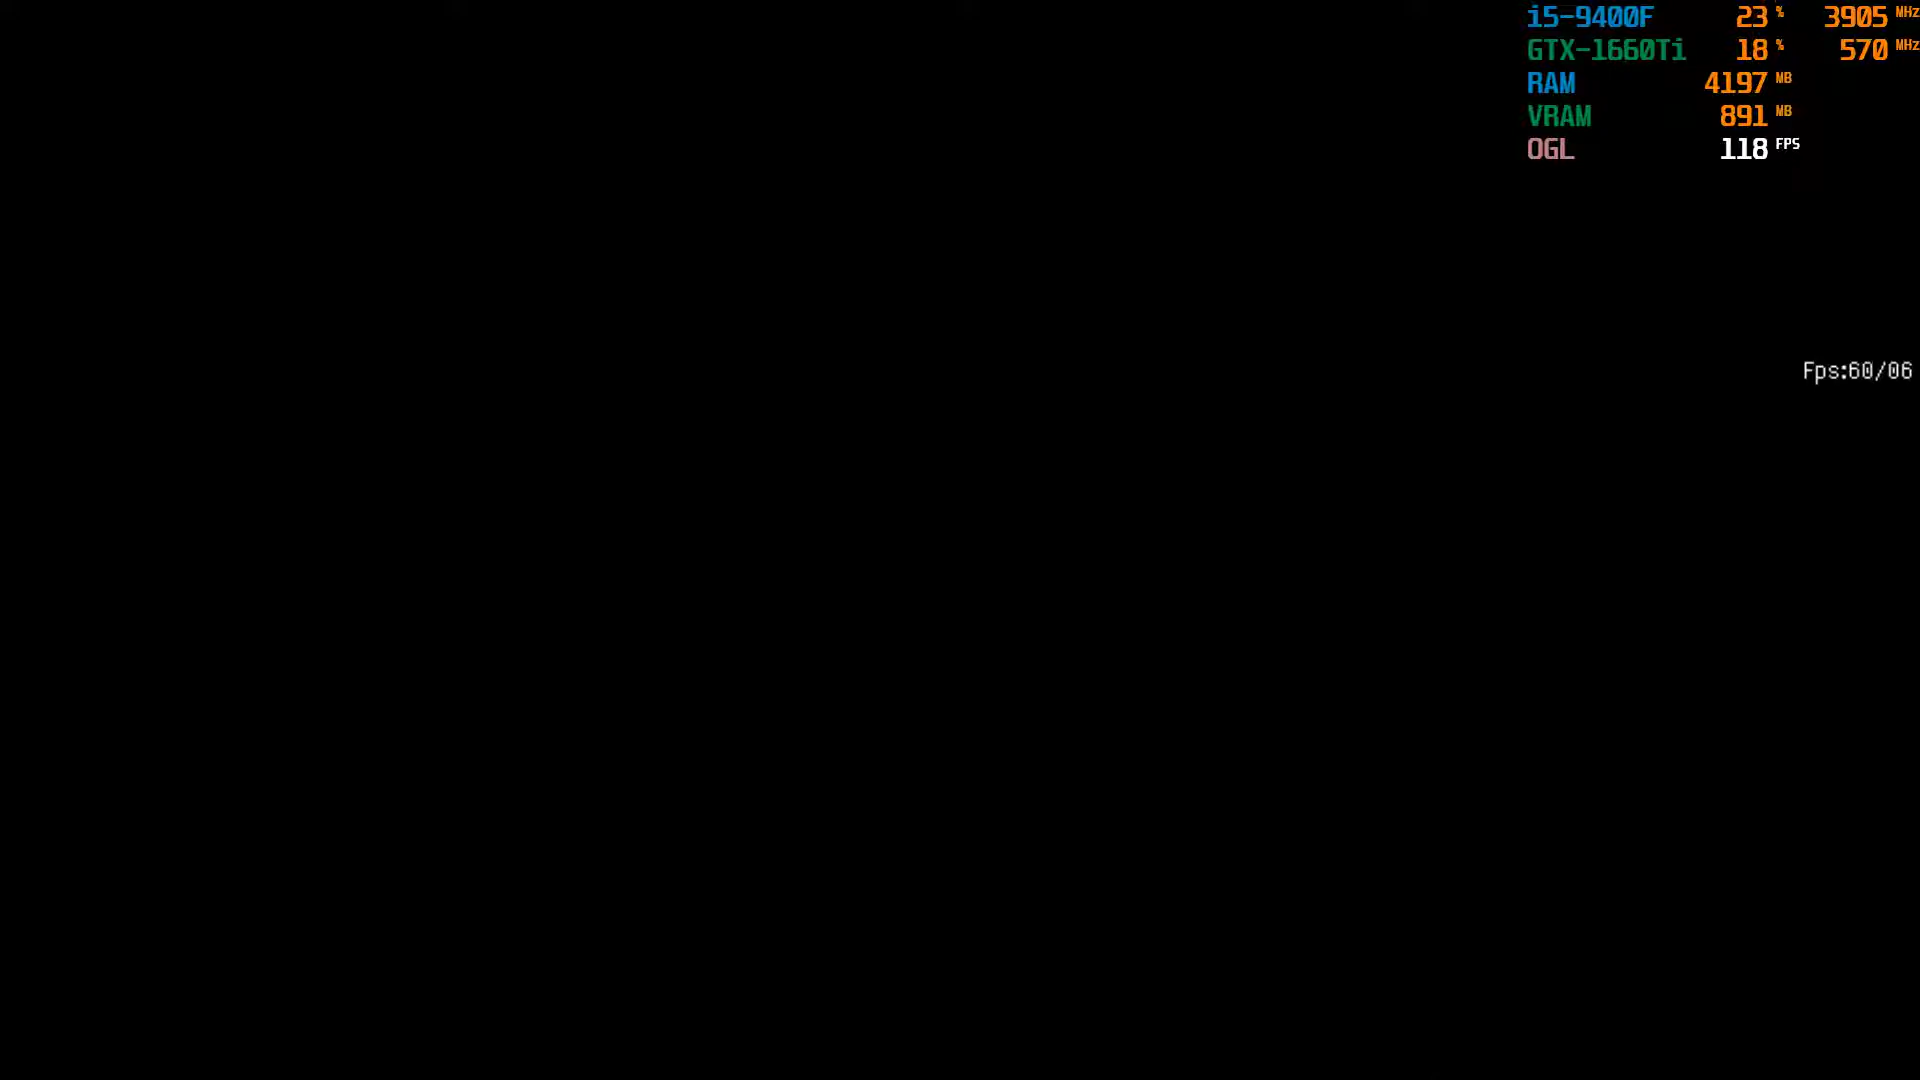 i5-9400F 23 % 3905 MHz
GTX-1660Ti 18 % 570 MHz
RAM 4197 MB
VRAM 891 MB
OGL 118 FPS
Fps:60/06